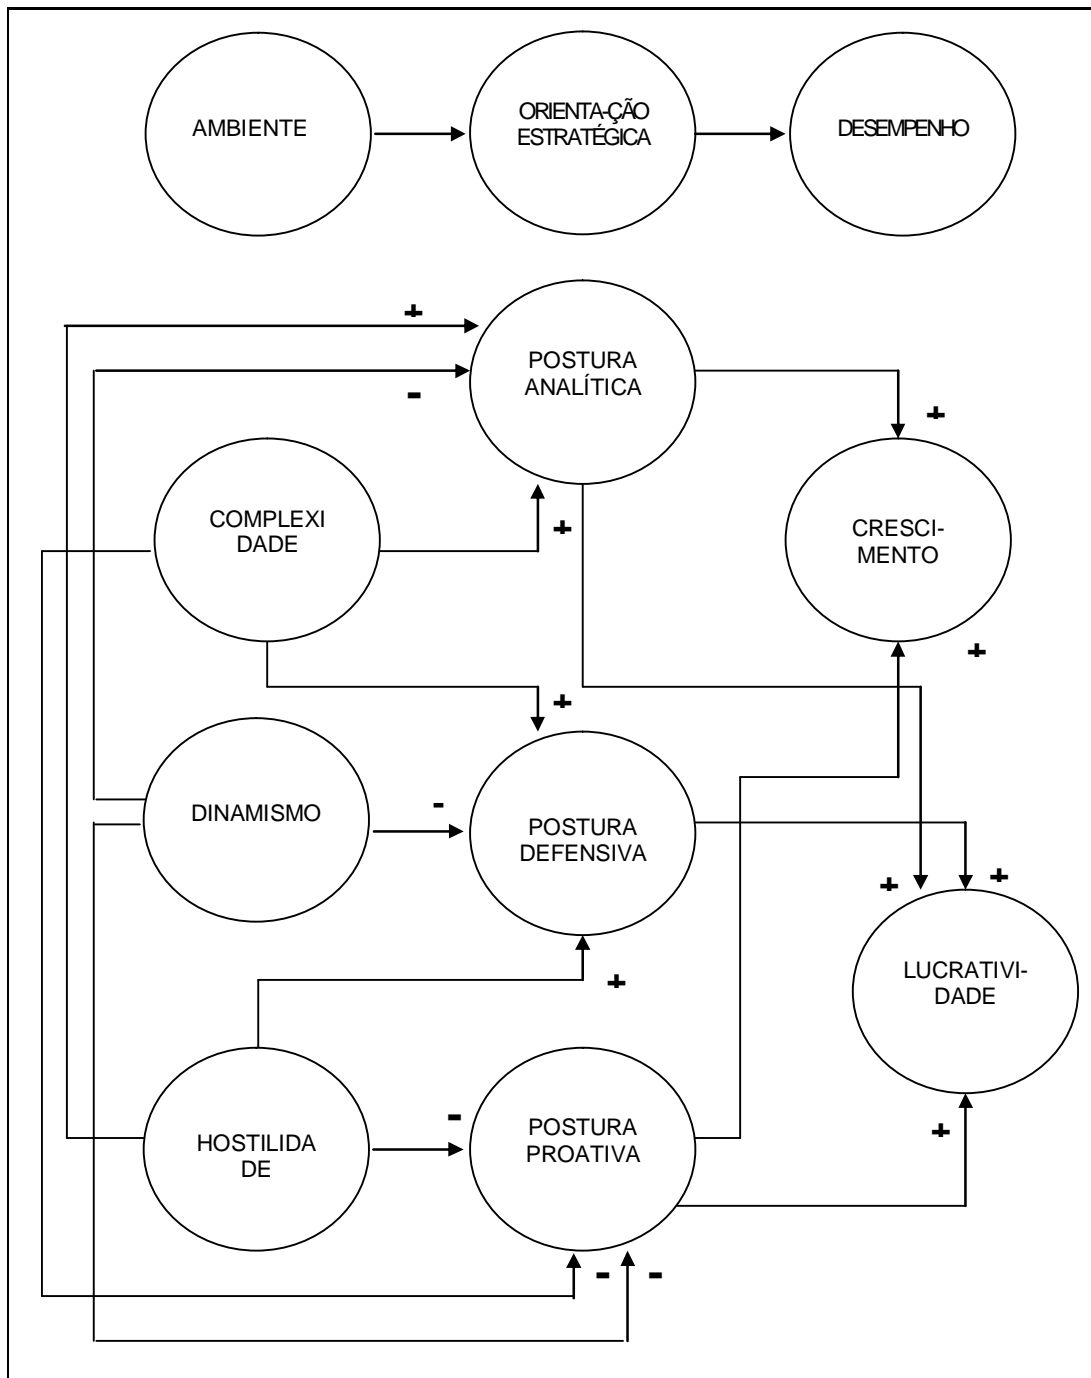 AMBIENTE
ORIENTA-ÇÃO
ESTRATÉGICA
DESEMPENHO
+
-
POSTURA
ANALÍTICA
+
COMPLEXI
DADE
+
CRESCI-
MENTO
+
+
DINAMISMO
-
POSTURA
DEFENSIVA
+
+
+
LUCRATIVI-
DADE
HOSTILIDA
DE
-
POSTURA
PROATIVA
+
-
-